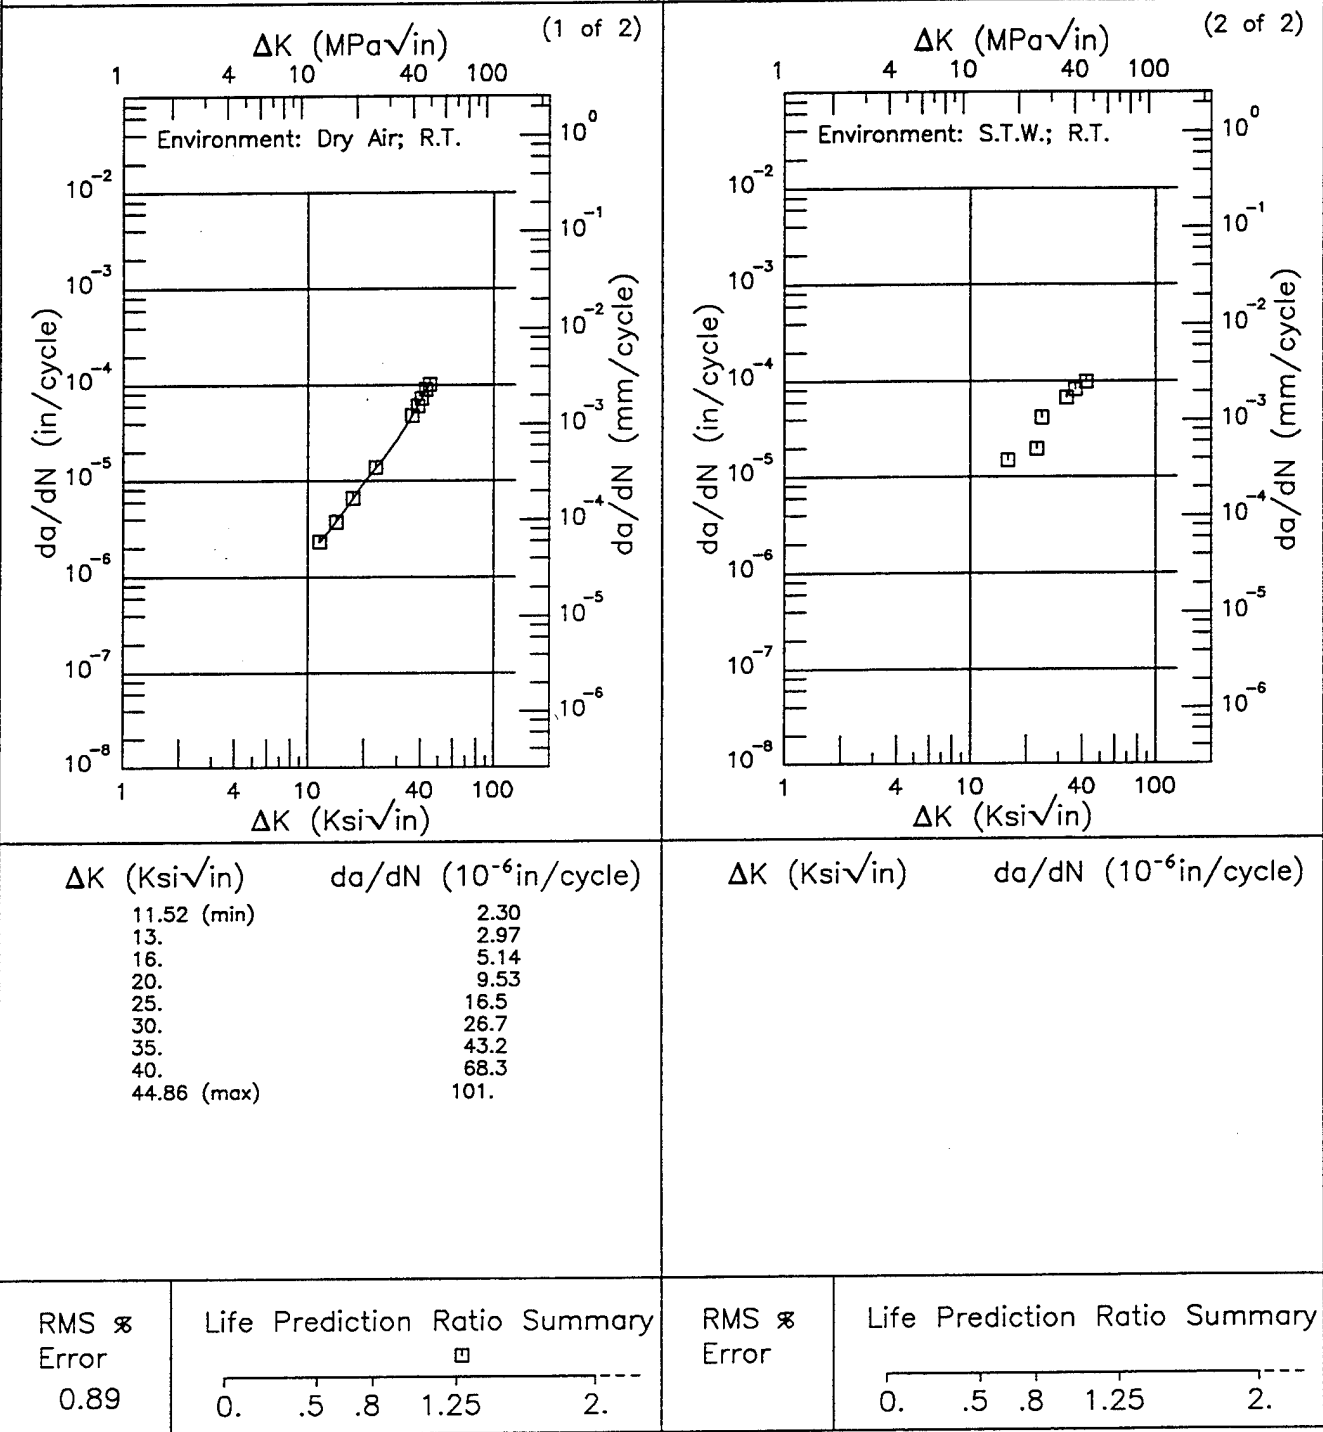 (1 of 2)
ΔK (MPa√in)
1 4 10 40 100
Environment: Dry Air; R.T.
10⁰
10⁻²
10⁻¹
10⁻³
10⁻²
10⁻⁴
10⁻³
10⁻⁵
10⁻⁴
10⁻⁶
10⁻⁵
10⁻⁷
10⁻⁶
10⁻⁸
da/dN (in/cycle)
da/dN (mm/cycle)
1 4 10 40 100
ΔK (Ksi√in)
ΔK (Ksi√in) da/dN (10⁻⁶in/cycle)
11.52 (min) 2.30
13. 2.97
16. 5.14
20. 9.53
25. 16.5
30. 26.7
35. 43.2
40. 68.3
44.86 (max) 101.
RMS %
Error
0.89
Life Prediction Ratio Summary
0. .5 .8 1.25 2.
(2 of 2)
ΔK (MPa√in)
1 4 10 40 100
Environment: S.T.W.; R.T.
10⁰
10⁻²
10⁻¹
10⁻³
10⁻²
10⁻⁴
10⁻³
10⁻⁵
10⁻⁴
10⁻⁶
10⁻⁵
10⁻⁷
10⁻⁶
10⁻⁸
da/dN (in/cycle)
da/dN (mm/cycle)
1 4 10 40 100
ΔK (Ksi√in)
ΔK (Ksi√in) da/dN (10⁻⁶in/cycle)
RMS %
Error
Life Prediction Ratio Summary
0. .5 .8 1.25 2.